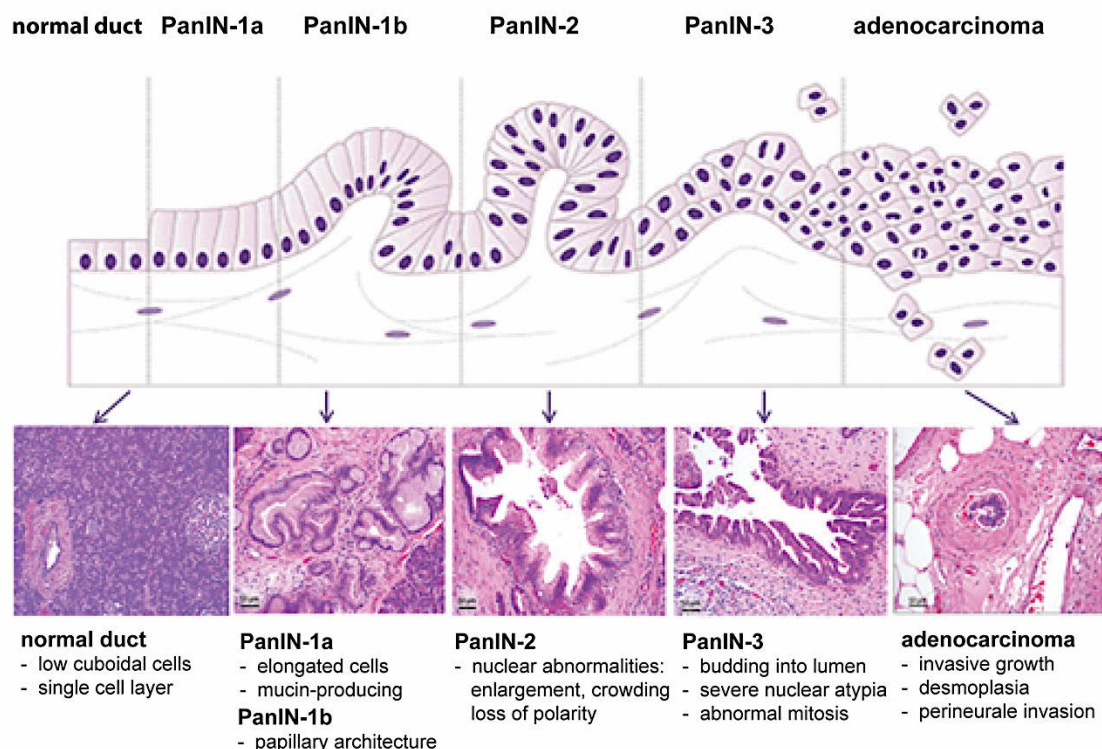 normal duct PanIN-1a PanIN-1b PanIN-2 PanIN-3 adenocarcinoma
normal duct
- low cuboidal cells
- single cell layer
PanIN-1a
- elongated cells
- mucin-producing
PanIN-1b
- papillary architecture
PanIN-2
- nuclear abnormalities:
enlargement, crowding
loss of polarity
PanIN-3
- budding into lumen
- severe nuclear atypia
- abnormal mitosis
adenocarcinoma
- invasive growth
- desmoplasia
- perineurale invasion